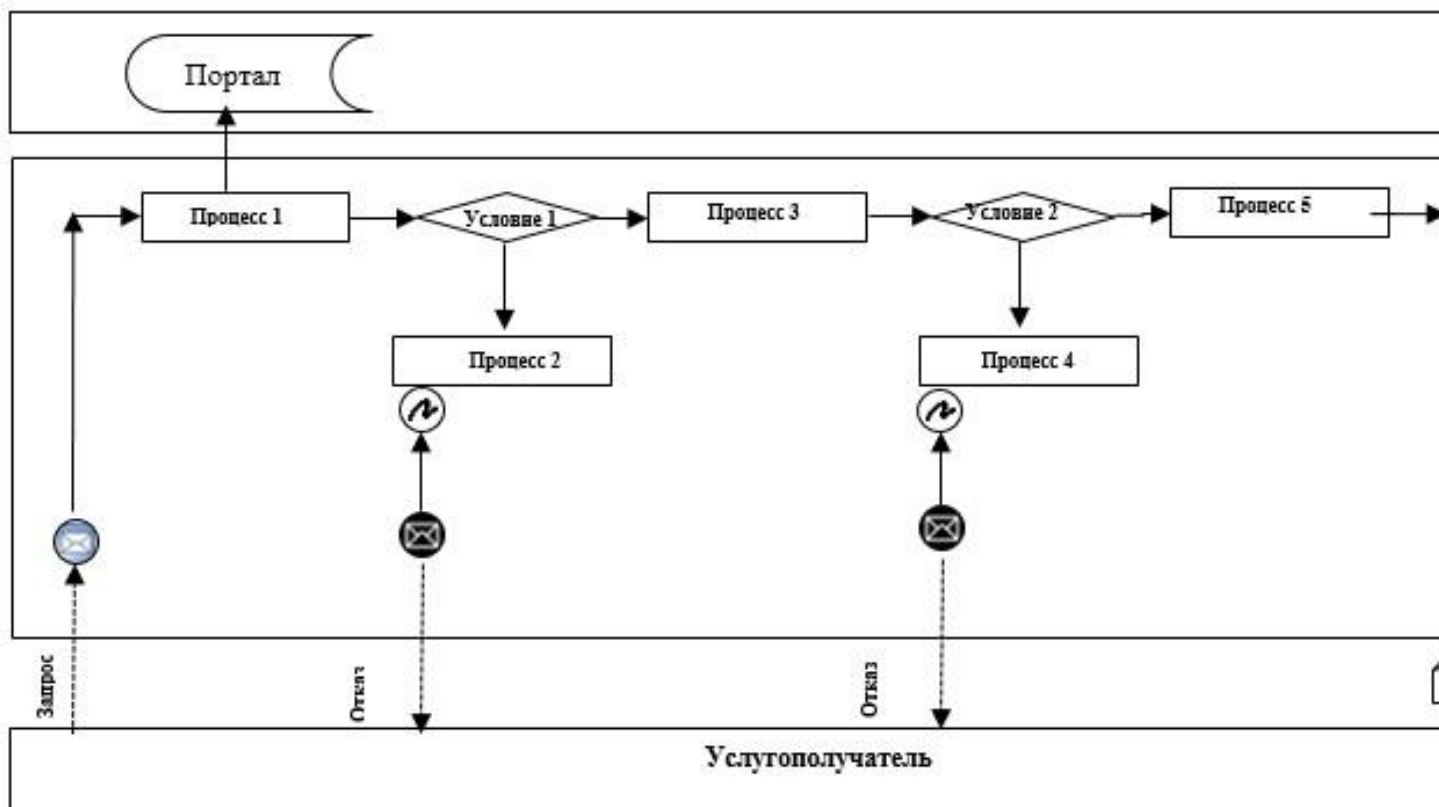 Портал
Процесс 1
Условие 1
Процесс 3
Условие 2
Процесс 5
Процесс 2
Процесс 4
Запрос
Отказ
Отказ
Услугополучатель